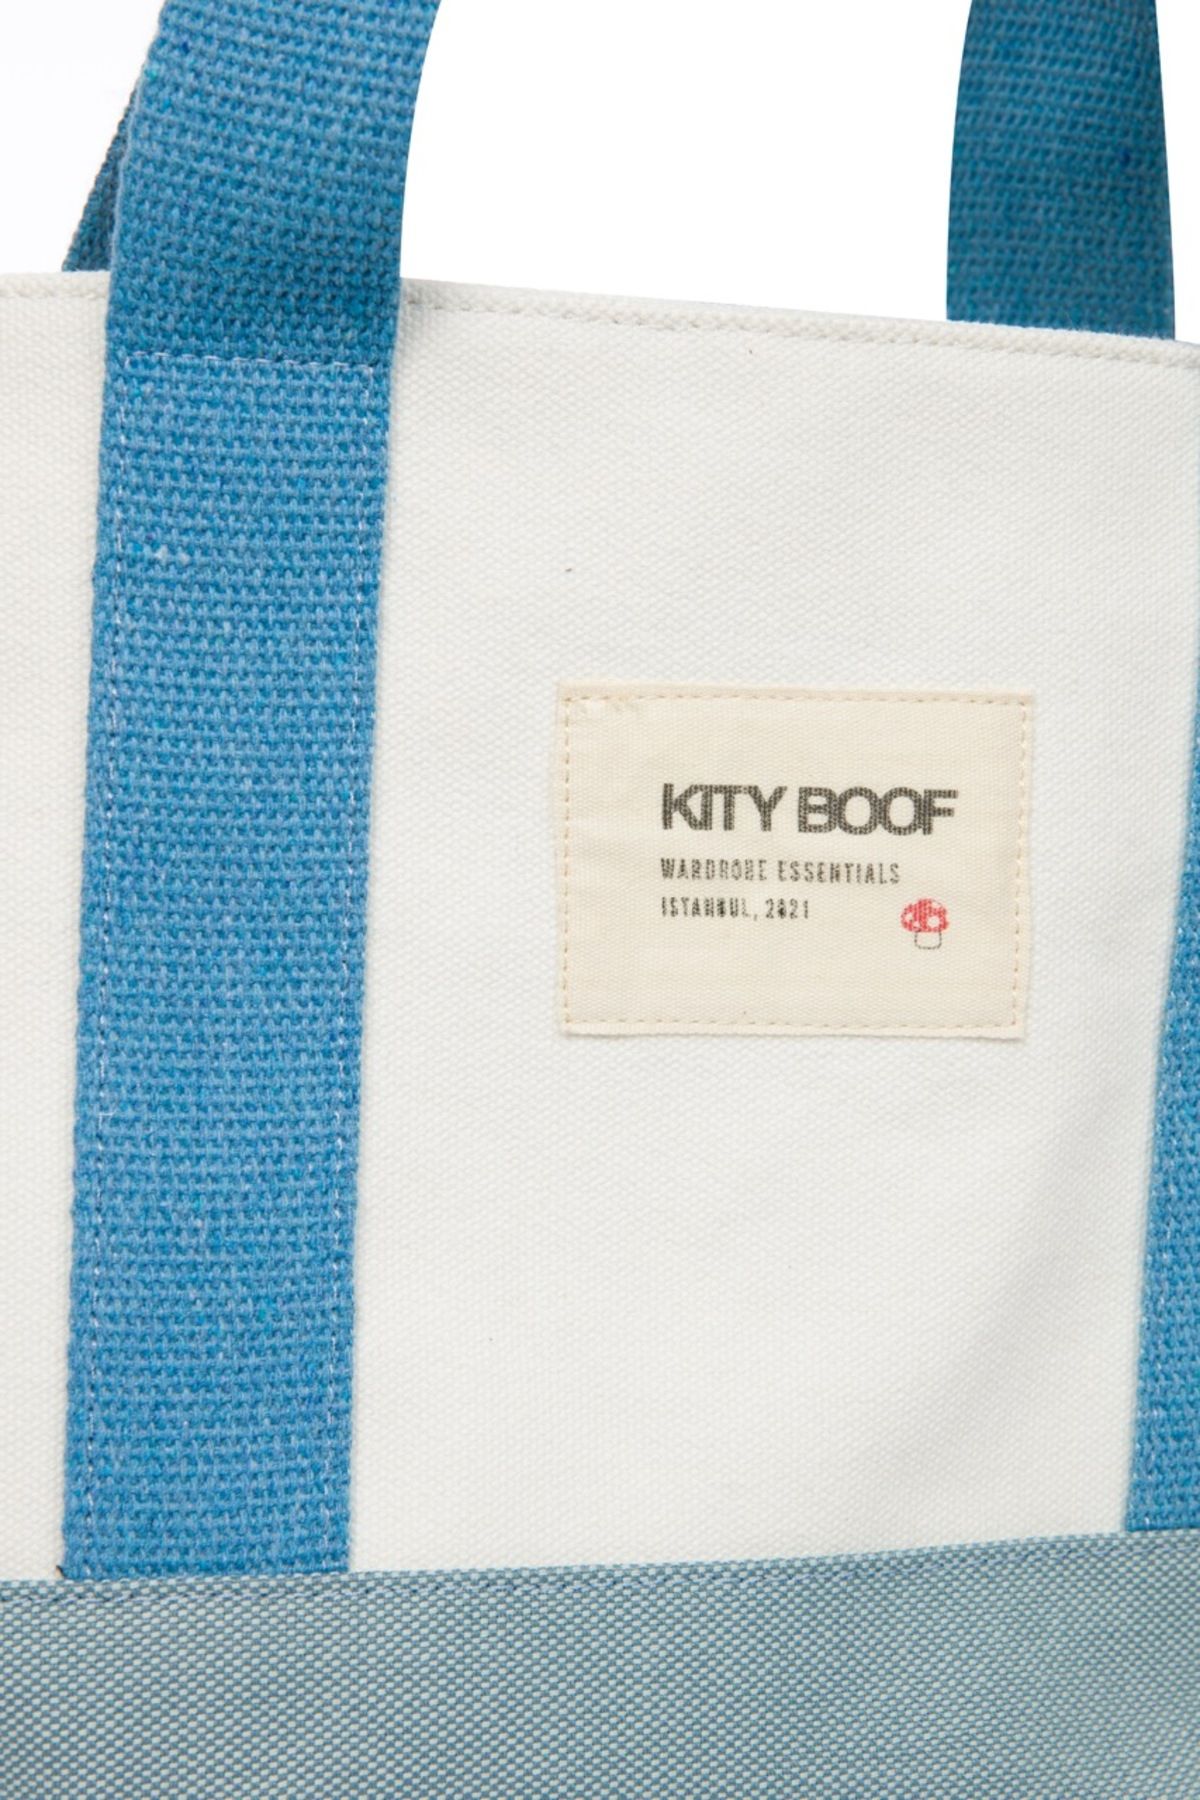 KITY BOOF
WARDROBE ESSENTIALS
ISTANBUL, 2021